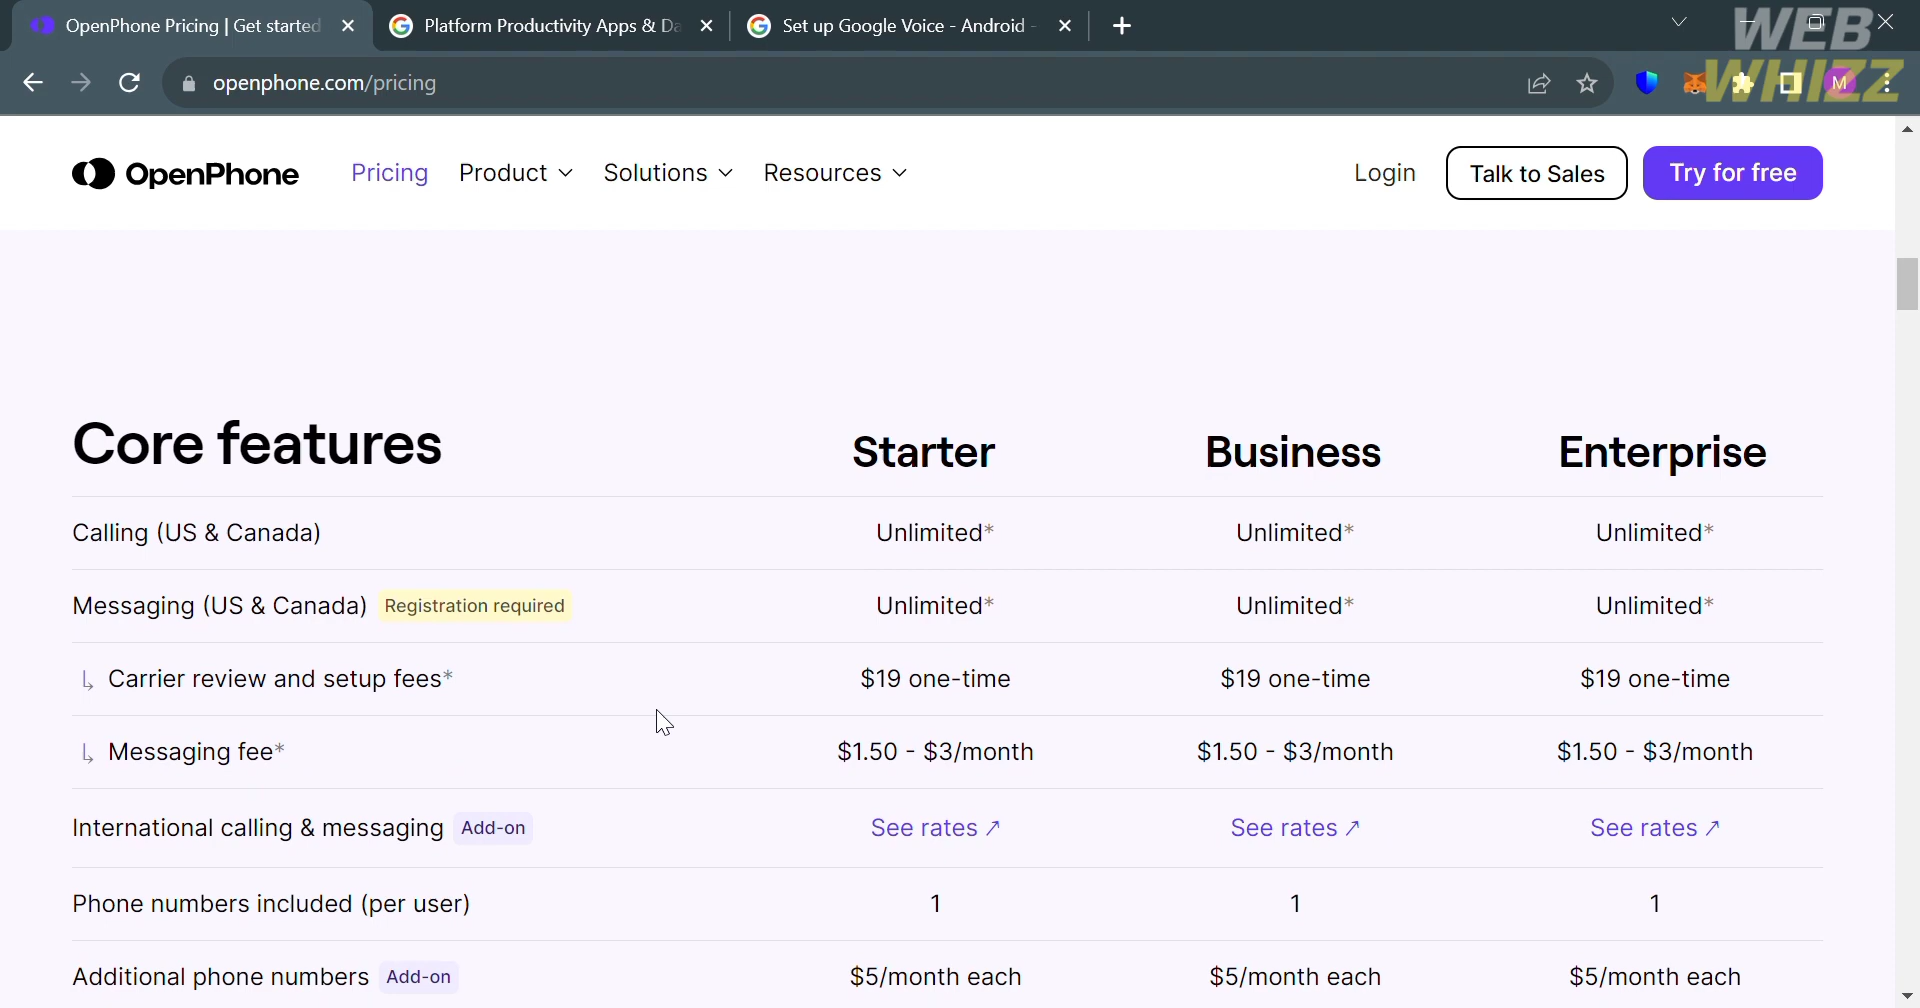 OpenPhone Pricing | Get started
Platform Productivity Apps & Da
Set up Google Voice - Android -
WEB
WHIZZ
openphone.com/pricing
M
OpenPhone
Pricing
Product
Solutions
Resources
Login
Talk to Sales
Try for free
Core features Starter Business Enterprise
Calling (US & Canada) Unlimited* Unlimited* Unlimited*
Messaging (US & Canada) Registration required Unlimited* Unlimited* Unlimited*
↳ Carrier review and setup fees* $19 one-time $19 one-time $19 one-time
↳ Messaging fee* $1.50 - $3/month $1.50 - $3/month $1.50 - $3/month
International calling & messaging Add-on See rates ↗ See rates ↗ See rates ↗
Phone numbers included (per user) 1 1 1
Additional phone numbers Add-on $5/month each $5/month each $5/month each